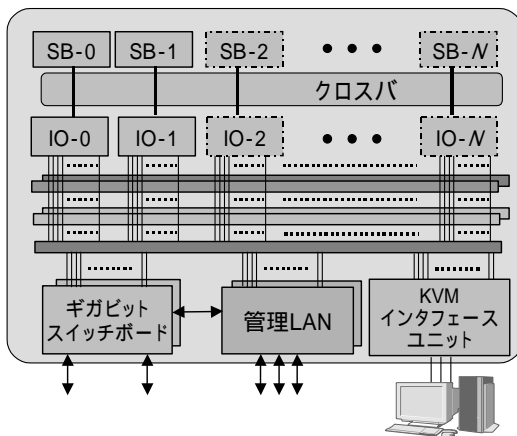 SB-0 SB-1 SB-2 SB-N
クロスバ
IO-0 IO-1 IO-2 IO-N
ギガビット
スイッチボード
管理LAN
KVM
インタフェース
ユニット